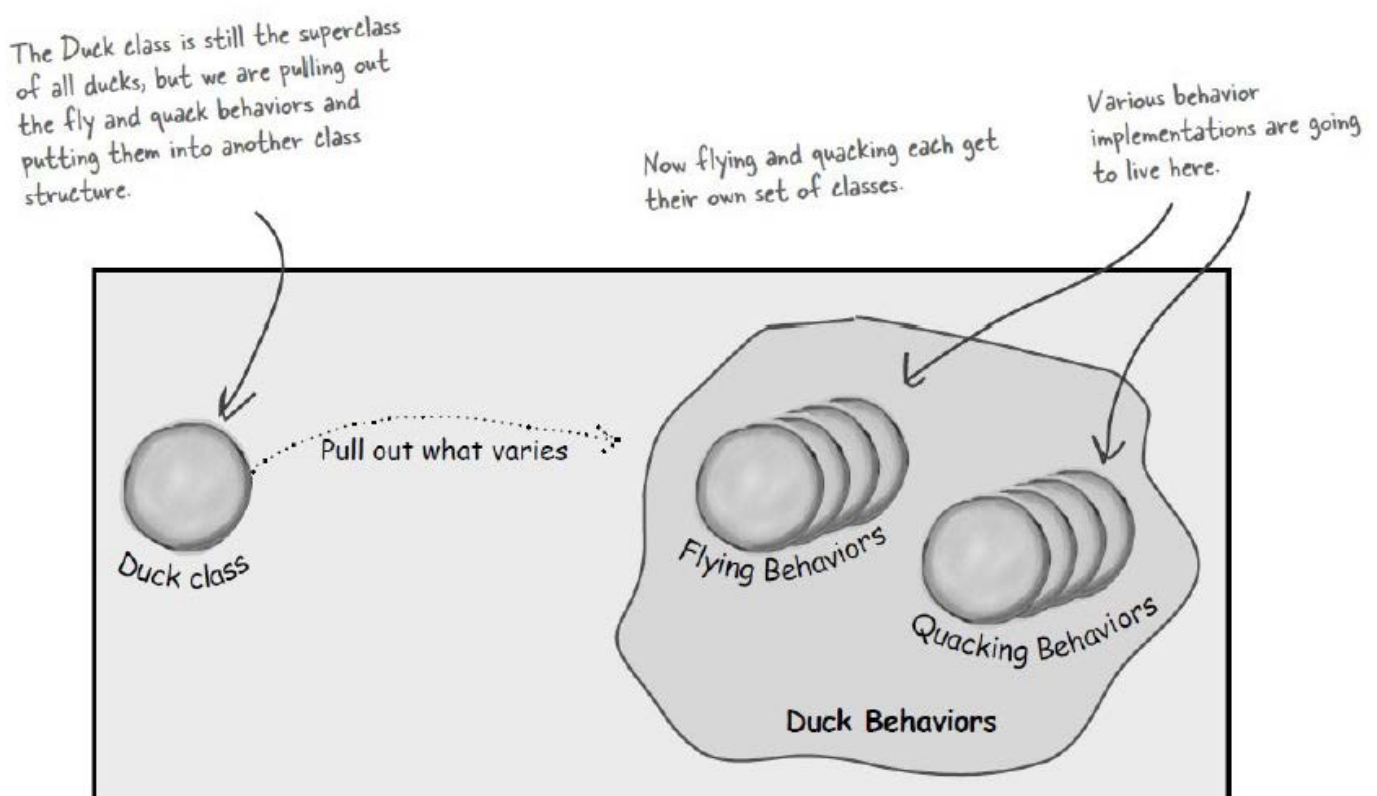 The Duck class is still the superclass
of all ducks, but we are pulling out
the fly and quack behaviors and
putting them into another class
structure.
Now flying and quacking each get
their own set of classes.
Various behavior
implementations are going
to live here.
Pull out what varies
Duck class
Flying Behaviors
Quacking Behaviors
Duck Behaviors